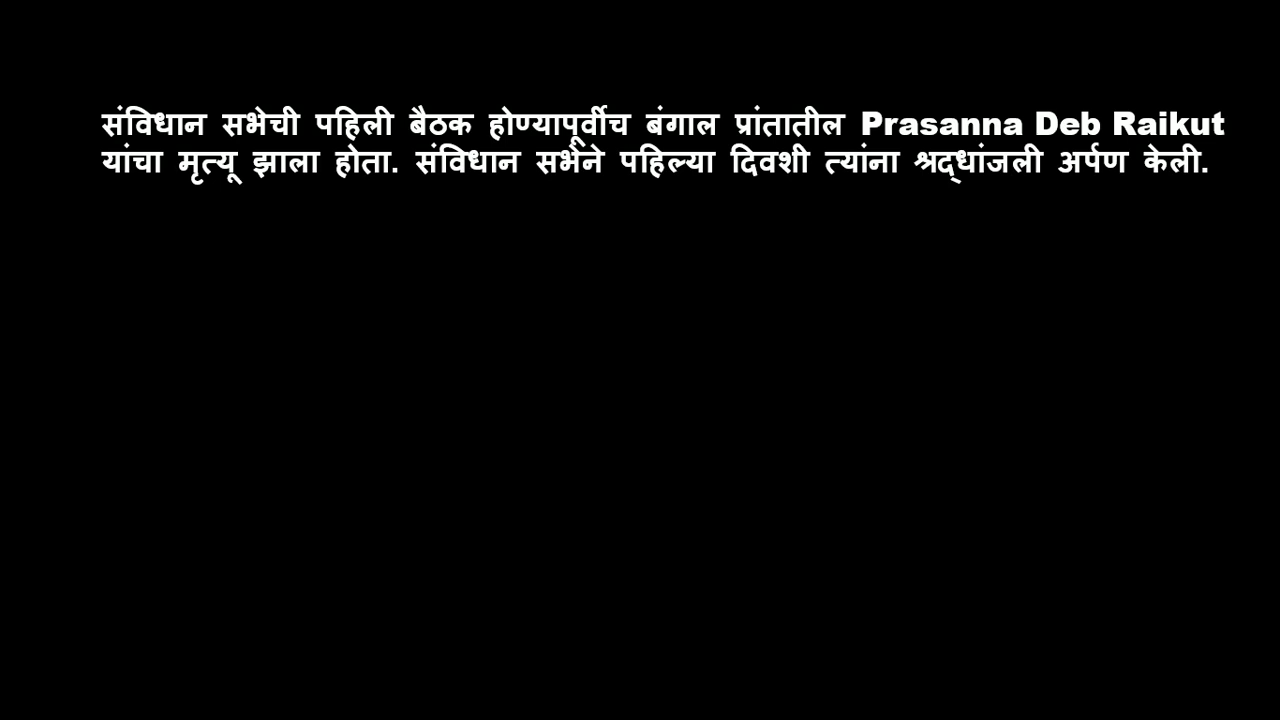 संविधान सभेची पहिली बैठक होण्यापूर्वीच बंगाल प्रांतातील Prasanna Deb Raikut
यांचा मृत्यू झाला होता. संविधान सभेने पहिल्या दिवशी त्यांना श्रद्धांजली अर्पण केली.